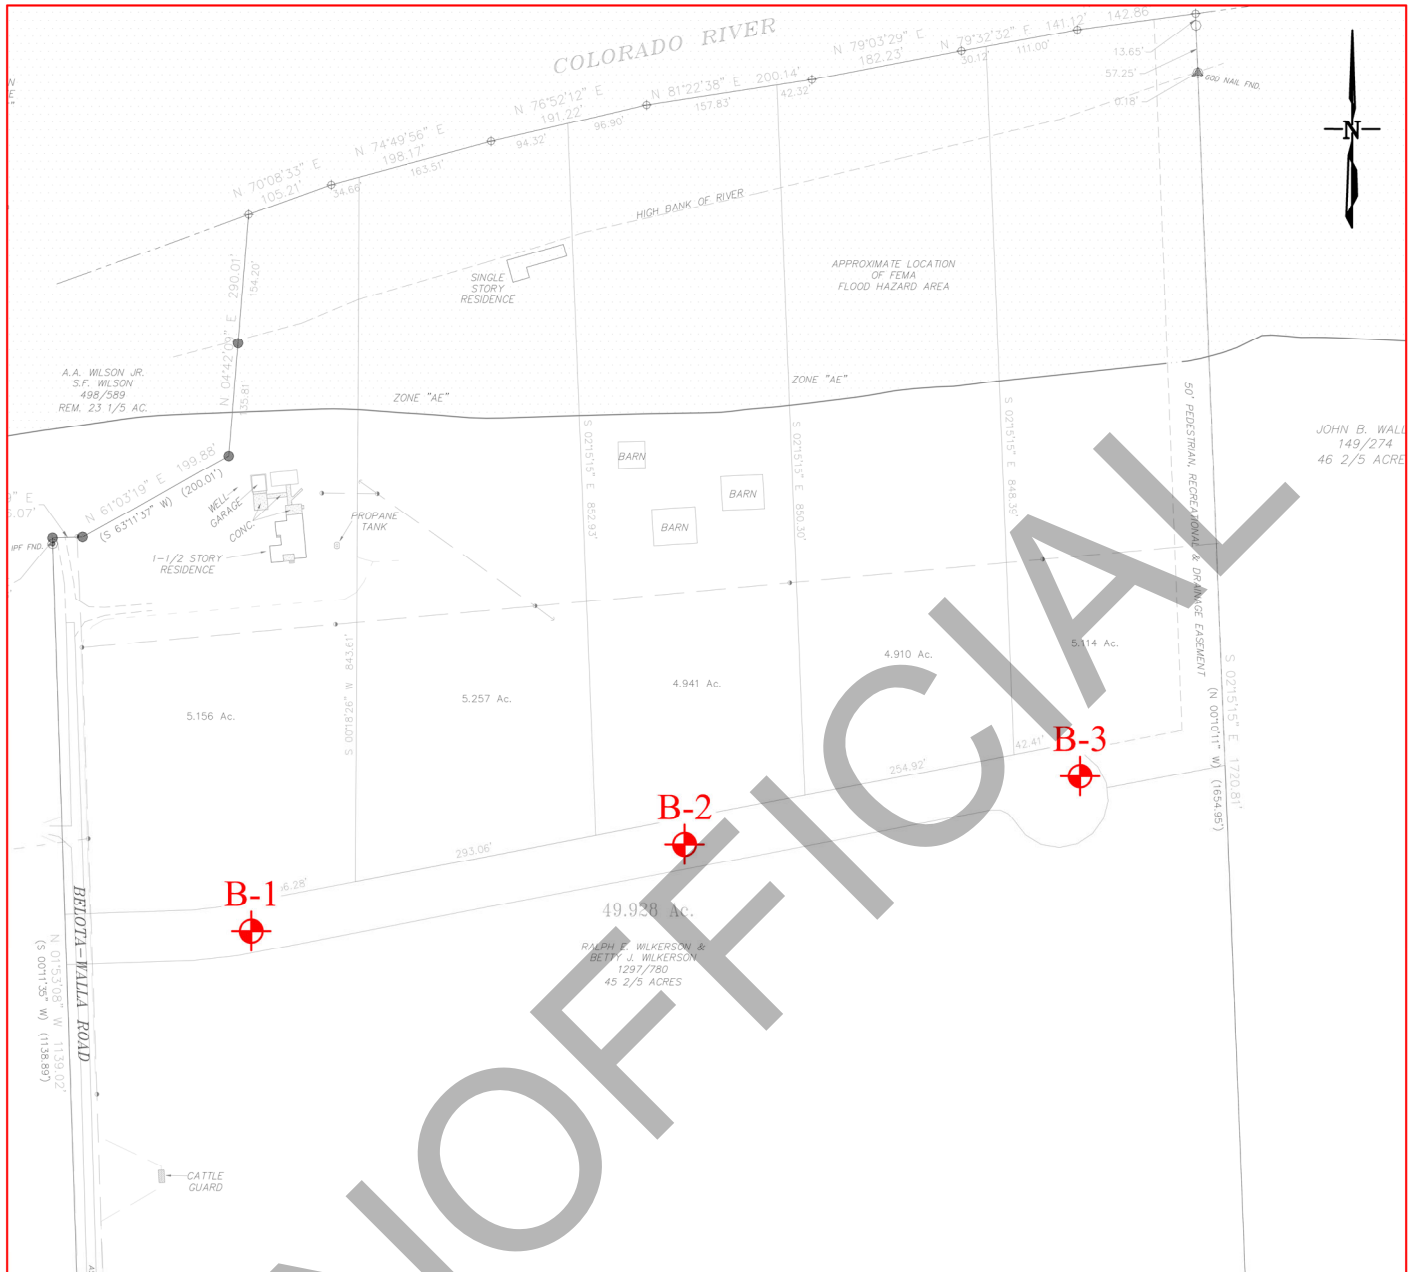 COLORADO RIVER
N 70°08'33" E
105.21'
N 74°49'56" E
198.17'
34.66'
163.51'
N 76°52'12" E
191.22'
94.32'
96.90'
N 81°22'38" E 200.14'
157.83'
42.32'
N 79°03'29" E
182.23'
N 79°32'32" E 141.12'
30.12'
111.00'
142.86
13.65'
57.25'
0.18'
GOD NAIL FND.
N
N
E
HIGH BANK OF RIVER
SINGLE
STORY
RESIDENCE
APPROXIMATE LOCATION
OF FEMA
FLOOD HAZARD AREA
N 04°42'09" E 290.01'
154.20'
135.81'
A.A. WILSON JR.
S.F. WILSON
498/589
REM. 23 1/5 AC.
ZONE "AE"
ZONE "AE"
JOHN B. WALL
149/274
46 2/5 ACRE
N 61°03'19" E 199.88'
(S 63°11'37" W) (200.01')
" E
.07'
IPF FND.
WELL
GARAGE
CONC.
1-1/2 STORY
RESIDENCE
PROPANE
TANK
BARN
BARN
BARN
S 02°15'15" E 852.93'
S 02°15'15" E 850.30'
S 02°15'15" E 848.39'
50' PEDESTRIAN, RECREATIONAL & DRAINAGE EASEMENT
S 00°18'26" W 843.61'
5.156 Ac.
5.257 Ac.
4.941 Ac.
4.910 Ac.
5.114 Ac.
S 02°15'15" E 1720.81'
(N 00°10'11" W) (1654.95')
42.41'
254.92'
293.06'
6.28'
B-1
B-2
B-3
49.928 Ac.
RALPH E. WILKERSON &
BETTY J. WILKERSON
1297/780
45 2/5 ACRES
BELOTA-WALLA ROAD
N 01°53'08" W 1139.02'
(S 00°11'35" W) (1138.89')
CATTLE
GUARD
NOFFICIAL